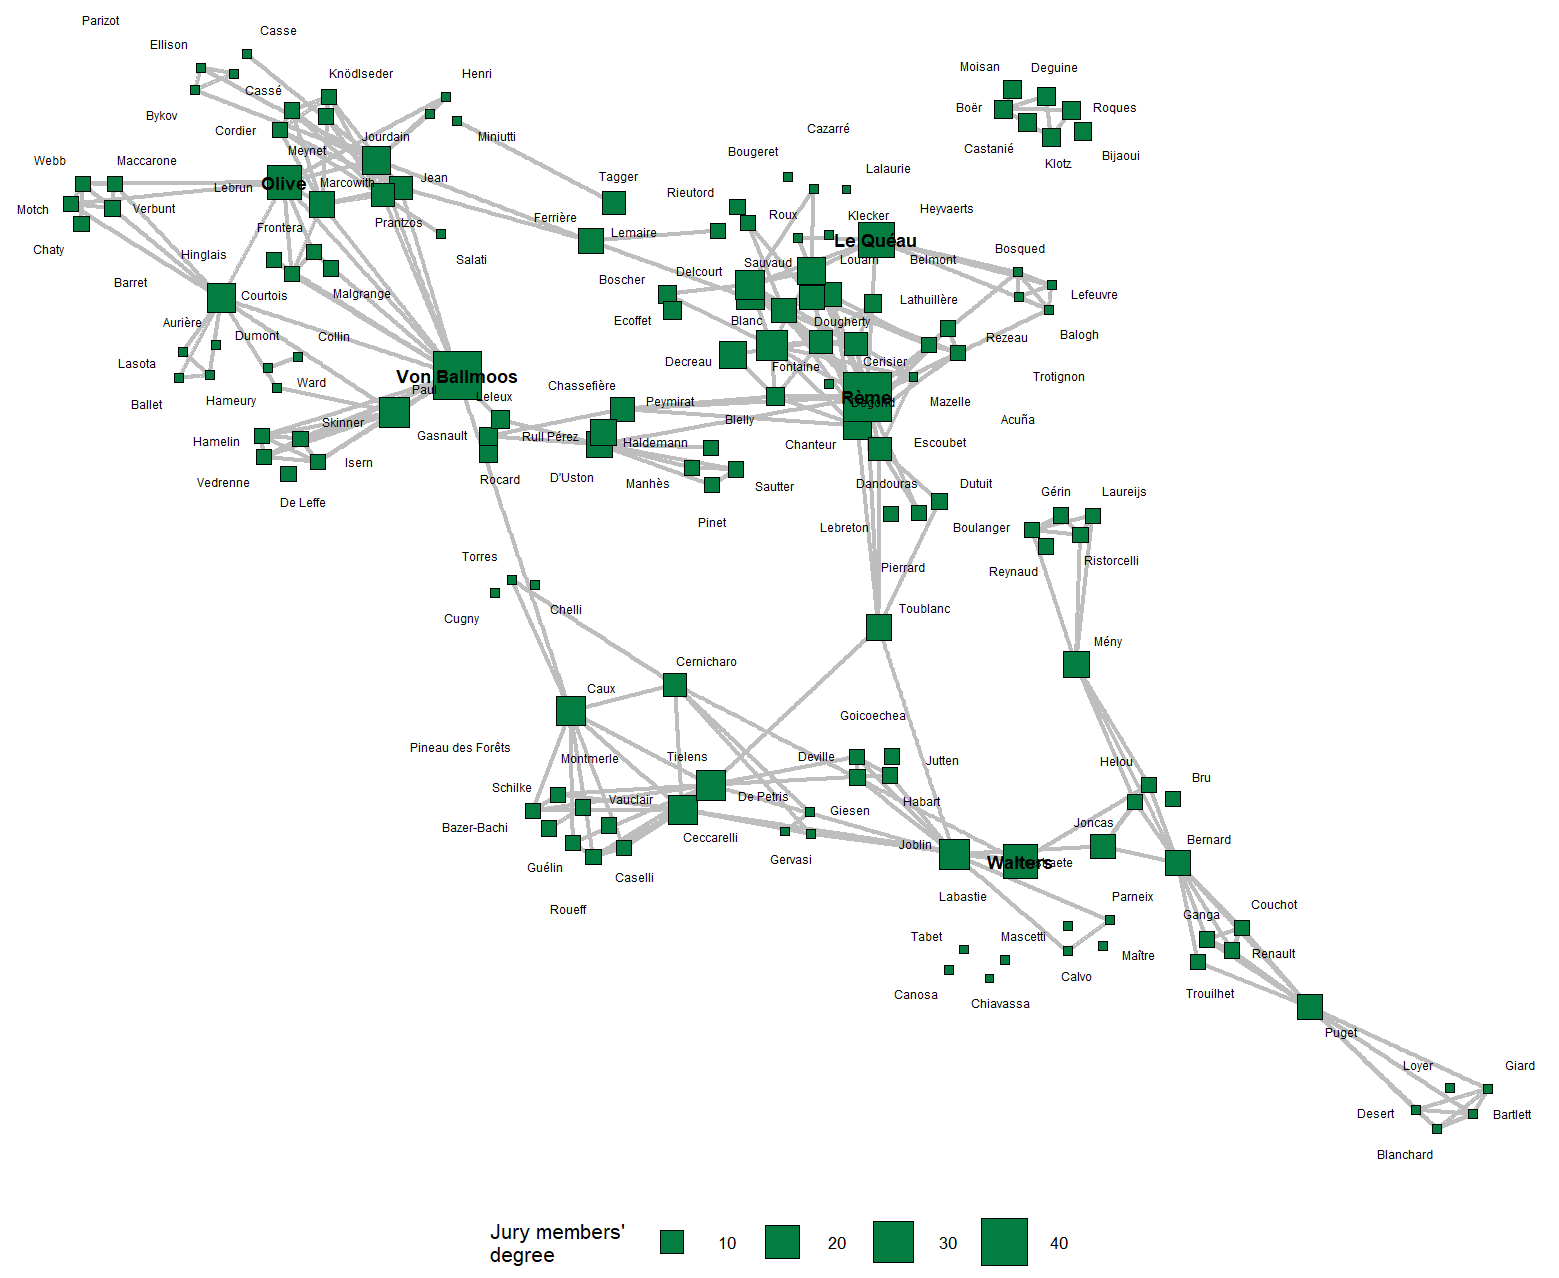 Parizot
Casse
Ellison
Knödlseder
Henri
Moisan
Deguine
Cassé
Boër
Roques
Bykov
Cordier
Jourdain
Miniutti
Cazarré
Castanié
Klotz
Bijaoui
Webb
Maccarone
Meynet
Bougeret
Lalaurie
Lebrun
Olive
Marcowith
Jean
Tagger
Rieutord
Motch
Verbunt
Frontera
Prantzos
Ferrière
Lemaire
Roux
Klecker
Heyvaerts
Chaty
Hinglais
Salati
Le Quéau
Bosqued
Barret
Courtois
Malgrange
Boscher
Delcourt
Sauvaud
Louarn
Belmont
Lefeuvre
Aurière
Dumont
Collin
Ecoffet
Blanc
Dougherty
Lathuillère
Rezeau
Balogh
Lasota
Decreau
Fontaine
Cerisier
Trotignon
Ballet
Hameury
Ward
Von Ballmoos
Paul
Leleux
Chassefière
Peymirat
Rème
Degond
Mazelle
Acuña
Hamelin
Skinner
Gasnault
Rull Pérez
Haldemann
Blelly
Chanteur
Escoubet
Vedrenne
Isern
De Leffe
Rocard
D'Uston
Manhès
Sautter
Pinet
Dandouras
Dutuit
Lebreton
Boulanger
Gérin
Laureijs
Torres
Pierrard
Reynaud
Ristorcelli
Cugny
Chelli
Toublanc
Mény
Cernicharo
Caux
Goicoechea
Pineau des Forêts
Montmerle
Tielens
Deville
Jutten
Helou
Bru
Schilke
Vauclair
De Petris
Giesen
Habart
Bazer-Bachi
Ceccarelli
Joblin
Joncas
Bernard
Guélin
Caselli
Gervasi
Walters
Roueff
Labastie
Parneix
Ganga
Couchot
Tabet
Mascetti
Maître
Renault
Canosa
Chiavassa
Calvo
Trouilhet
Puget
Loyer
Giard
Desert
Bartlett
Blanchard
Jury members'
degree
10
20
30
40